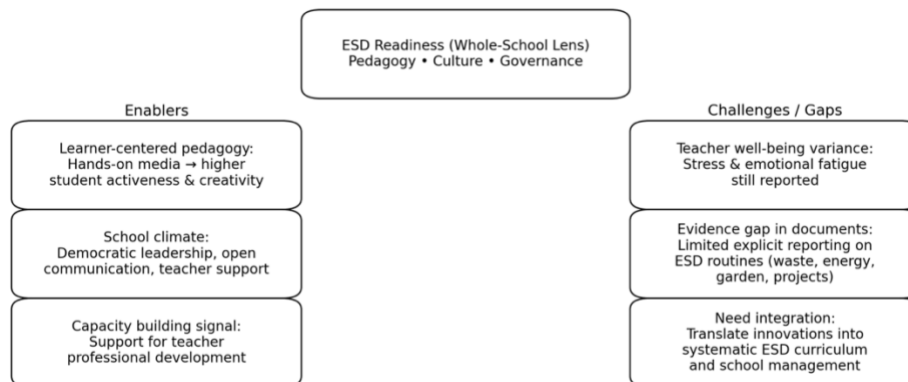 ESD Readiness (Whole-School Lens)
Pedagogy • Culture • Governance
Enablers
Learner-centered pedagogy:
Hands-on media → higher
student activeness & creativity
School climate:
Democratic leadership, open
communication, teacher support
Capacity building signal:
Support for teacher
professional development
Challenges / Gaps
Teacher well-being variance:
Stress & emotional fatigue
still reported
Evidence gap in documents:
Limited explicit reporting on
ESD routines (waste, energy,
garden, projects)
Need integration:
Translate innovations into
systematic ESD curriculum
and school management